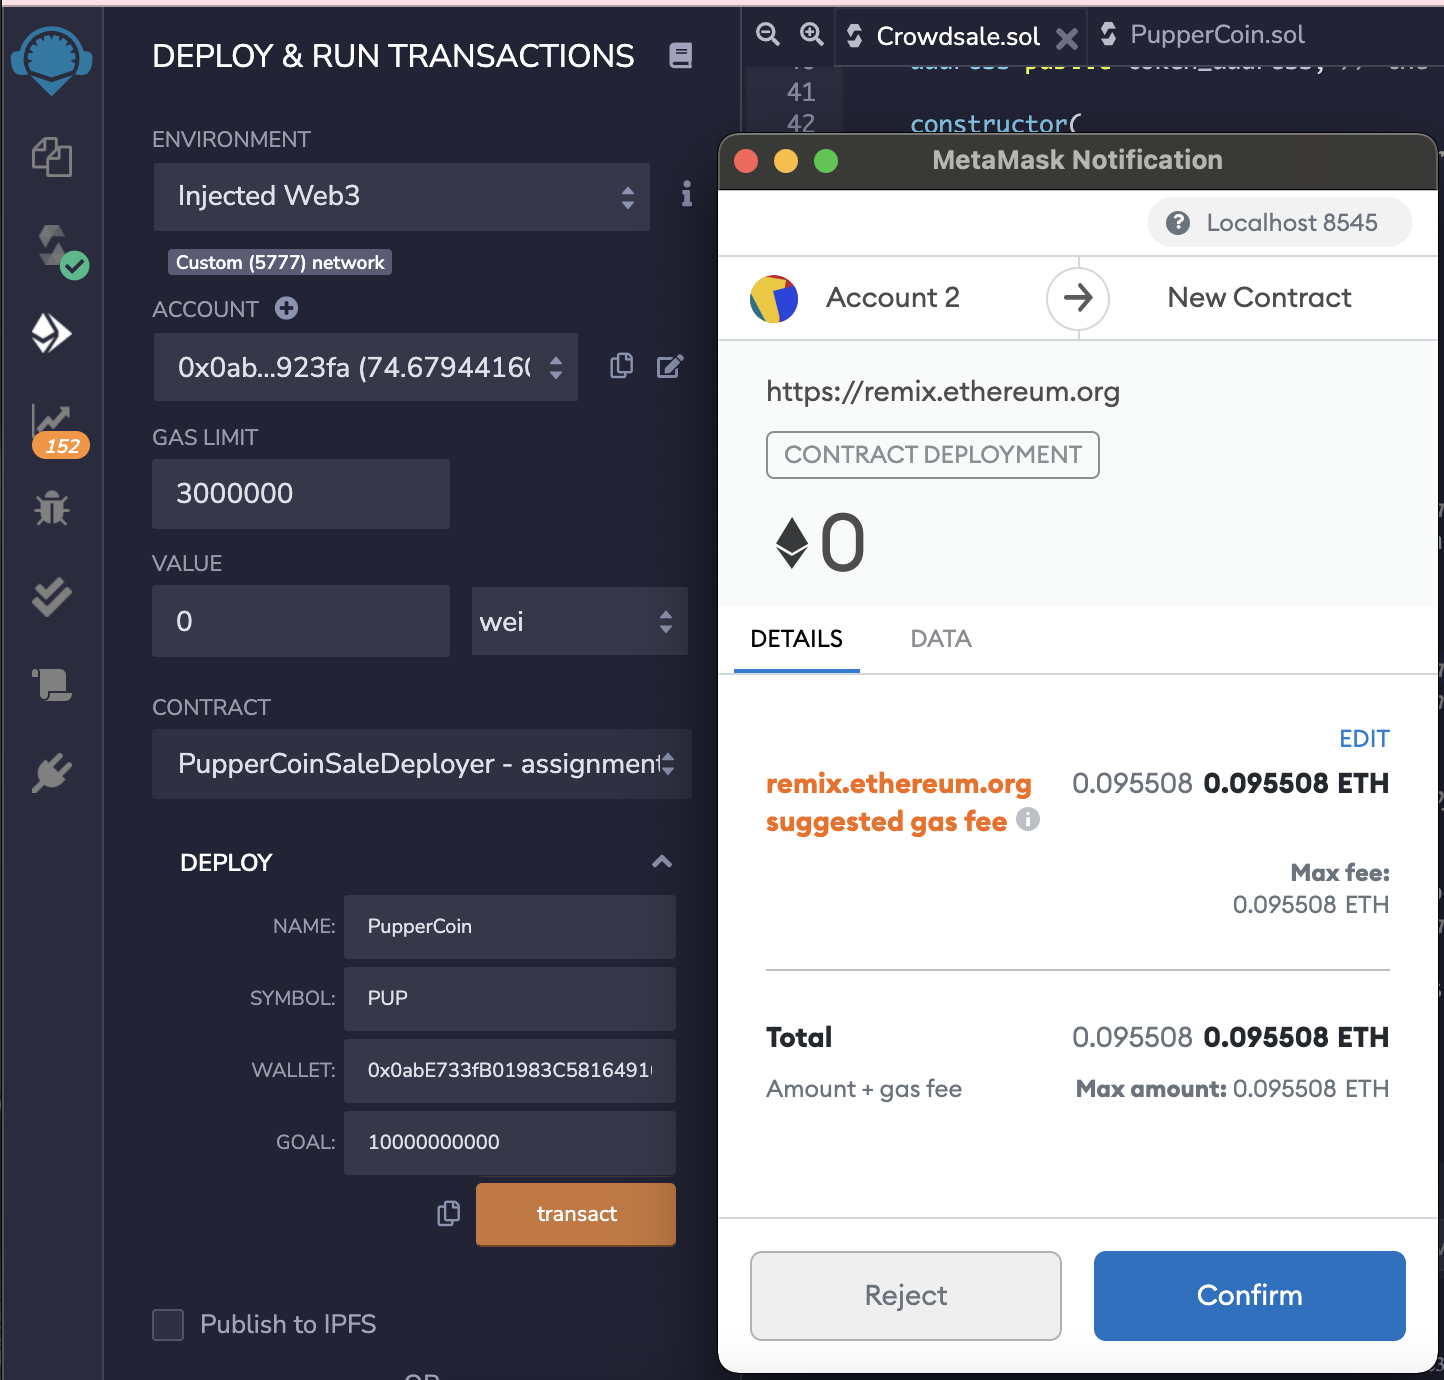 DEPLOY & RUN TRANSACTIONS
ENVIRONMENT
Injected Web3
Custom (5777) network
ACCOUNT
0x0ab...923fa (74.6794416
GAS LIMIT
3000000
VALUE
0
wei
CONTRACT
PupperCoinSaleDeployer - assignment
DEPLOY
NAME:
PupperCoin
SYMBOL:
PUP
WALLET:
0x0abE733fB01983C5816491
GOAL:
10000000000
transact
Publish to IPFS
152
Crowdsale.sol
PupperCoin.sol
41
42
constructor(
MetaMask Notification
Localhost 8545
Account 2
New Contract
https://remix.ethereum.org
CONTRACT DEPLOYMENT
0
DETAILS
DATA
EDIT
remix.ethereum.org
suggested gas fee
0.095508 0.095508 ETH
Max fee:
0.095508 ETH
Total
0.095508 0.095508 ETH
Amount + gas fee
Max amount: 0.095508 ETH
Reject
Confirm